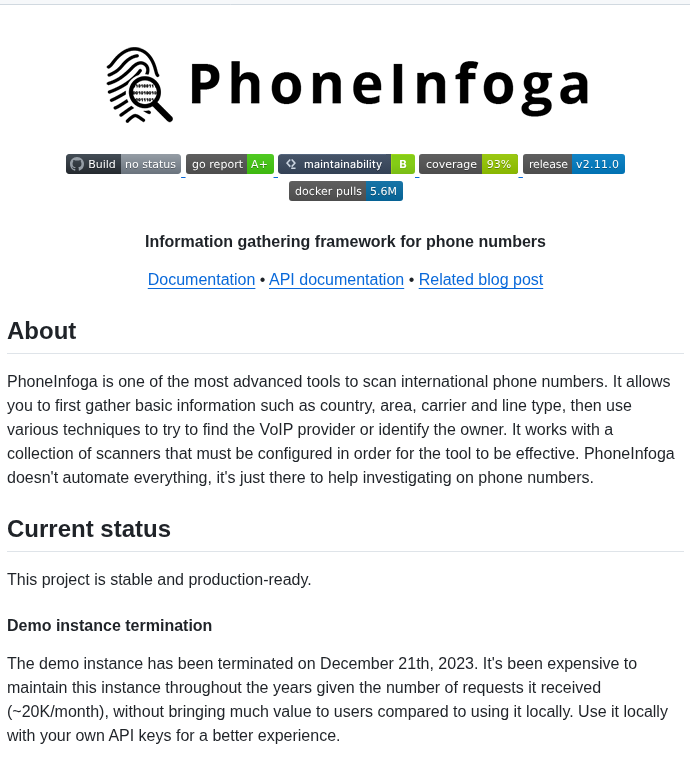 PhoneInfoga
Build no status go report A+ maintainability B coverage 93% release v2.11.0
docker pulls 5.6M
Information gathering framework for phone numbers
Documentation • API documentation • Related blog post
About
PhoneInfoga is one of the most advanced tools to scan international phone numbers. It allows
you to first gather basic information such as country, area, carrier and line type, then use
various techniques to try to find the VoIP provider or identify the owner. It works with a
collection of scanners that must be configured in order for the tool to be effective. PhoneInfoga
doesn't automate everything, it's just there to help investigating on phone numbers.
Current status
This project is stable and production-ready.
Demo instance termination
The demo instance has been terminated on December 21th, 2023. It's been expensive to
maintain this instance throughout the years given the number of requests it received
(~20K/month), without bringing much value to users compared to using it locally. Use it locally
with your own API keys for a better experience.